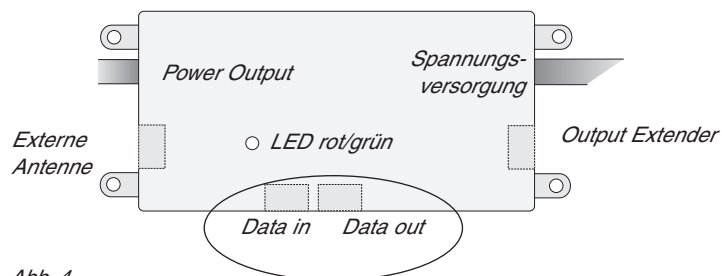 Power Output
Spannungs-
versorgung
Externe
Antenne
LED rot/grün
Output Extender
Data in
Data out
Abb. 4